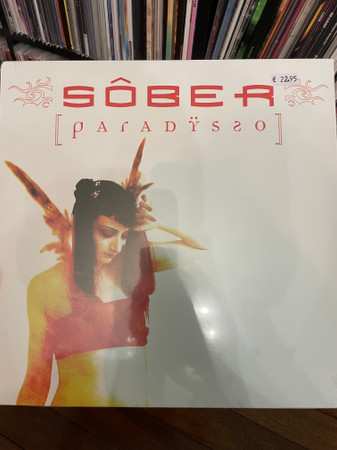 € 22,95
SÔBER
[PARADŸSSO]